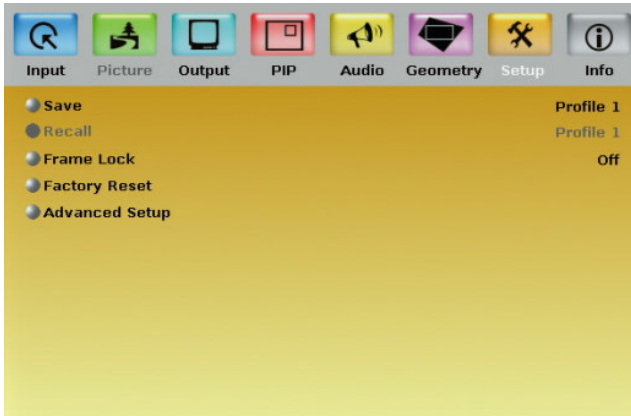 Input Picture Output PIP Audio Geometry Setup Info
Save Profile 1
Recall Profile 1
Frame Lock Off
Factory Reset
Advanced Setup